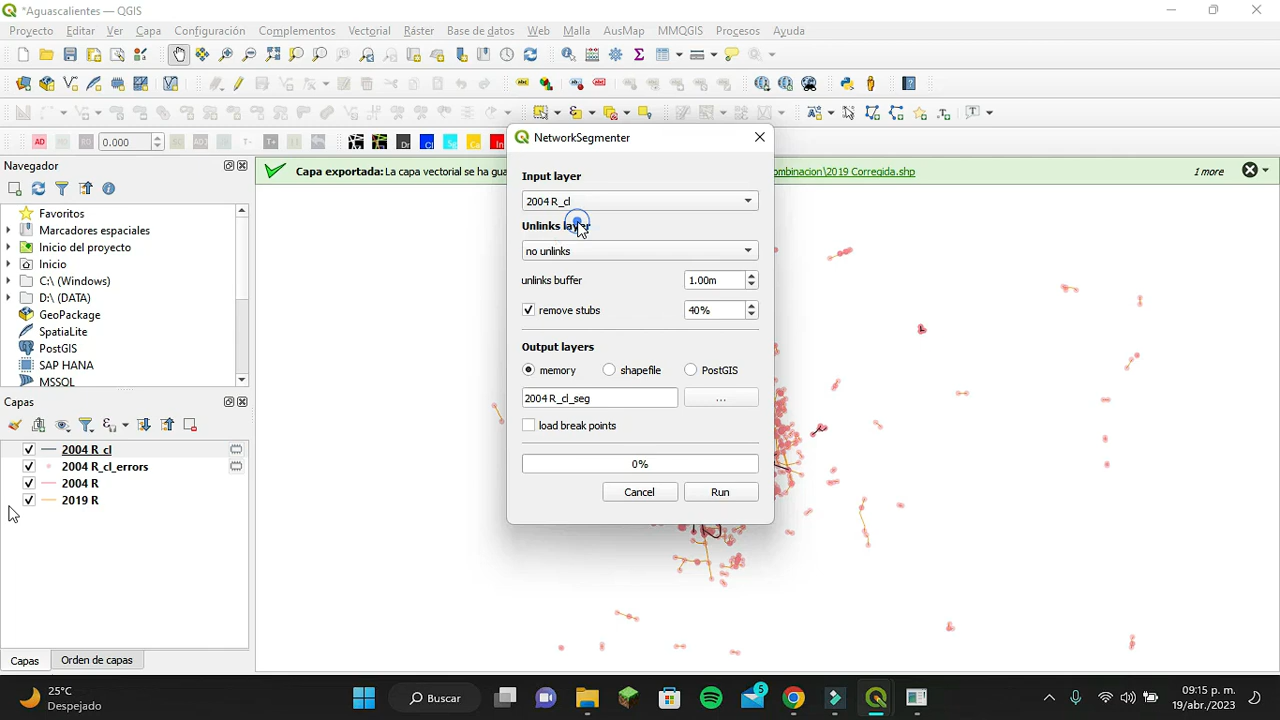 *Aguascalientes — QGIS
Proyecto Editar Ver Capa Configuración Complementos Vectorial Ráster Base de datos Web Malla AusMap MMQGIS Procesos Ayuda
0.000
Navegador
Capa exportada: La capa vectorial se ha gua
ombinacion\2019 Corregida.shp
1 more
Favoritos
Marcadores espaciales
Inicio del proyecto
Inicio
C:\ (Windows)
D:\ (DATA)
GeoPackage
SpatiaLite
PostGIS
SAP HANA
MSSQL
Capas
2004 R_cl
2004 R_cl_errors
2004 R
2019 R
Capas Orden de capas
NetworkSegmenter
Input layer
2004 R_cl
Unlinks layer
no unlinks
unlinks buffer 1.00m
remove stubs 40%
Output layers
memory shapefile PostGIS
2004 R_cl_seg ...
load break points
0%
Cancel Run
25°C
Despejado
Buscar
5
09:15 p. m.
19/abr./2023